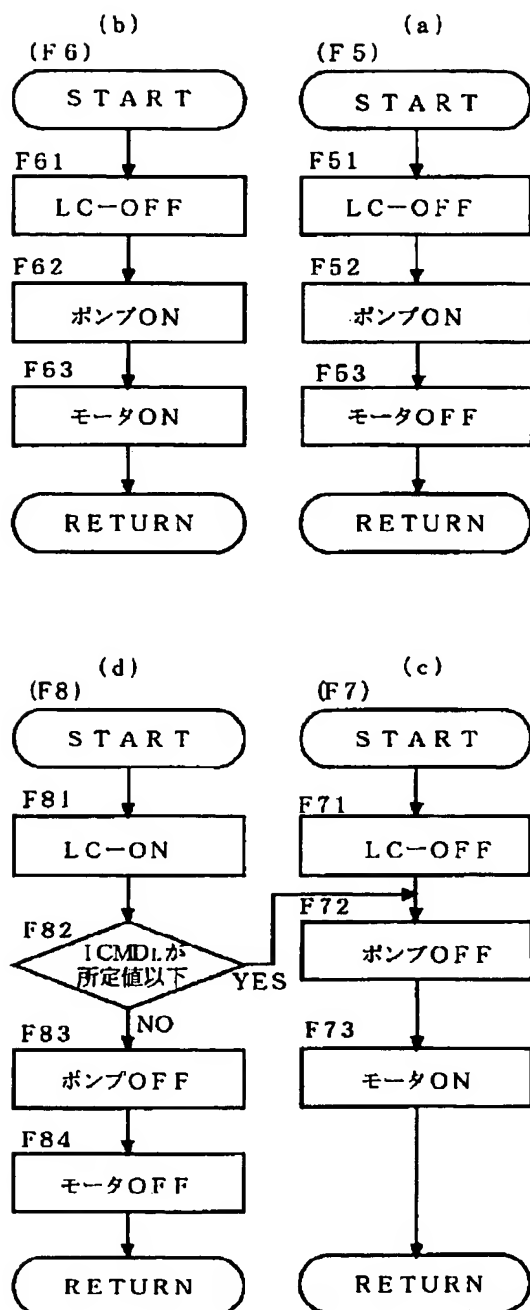 (b)
(F6)
START
F61
LC-OFF
F62
ポンプON
F63
モータON
RETURN
(a)
(F5)
START
F51
LC-OFF
F52
ポンプON
F53
モータOFF
RETURN
(d)
(F8)
START
F81
LC-ON
F82
ICMDLが
所定値以下
YES
NO
F83
ポンプOFF
F84
モータOFF
RETURN
(c)
(F7)
START
F71
LC-OFF
F72
ポンプOFF
F73
モータON
RETURN